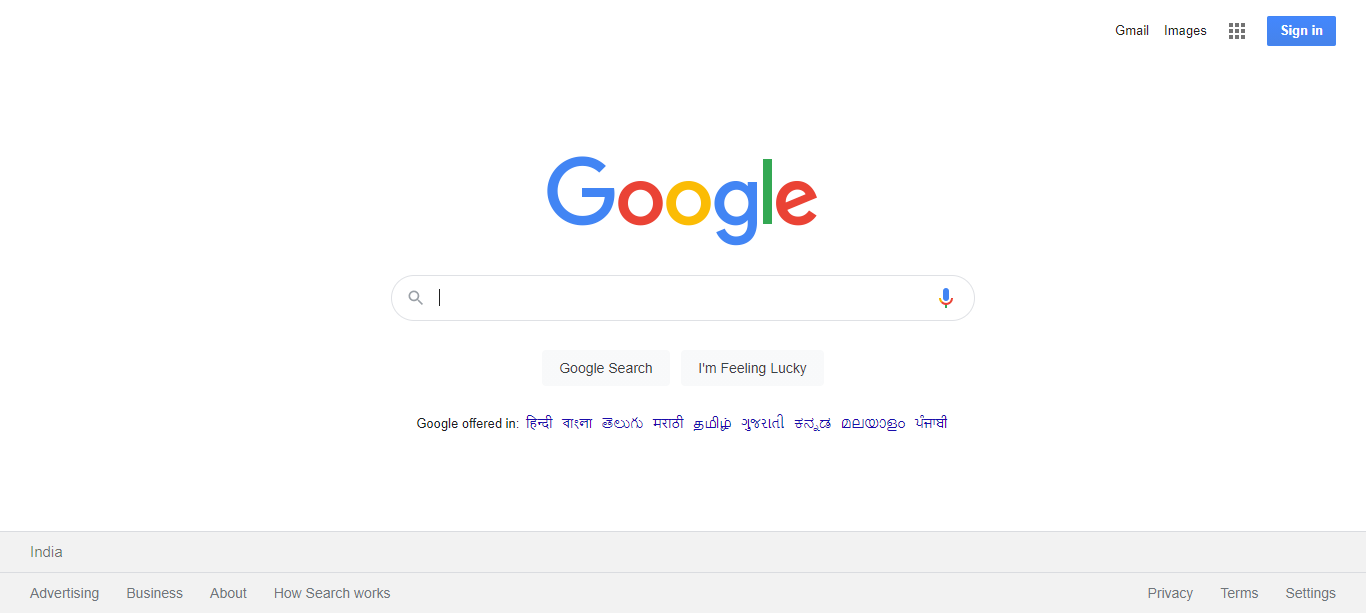 Gmail Images Sign in
Google
Google Search I'm Feeling Lucky
Google offered in: हिन्दी বাংলা తెలుగు मराठी தமிழ் ગુજરાતી ಕನ್ನಡ മലയാളം ਪੰਜਾਬੀ
India
Advertising Business About How Search works Privacy Terms Settings